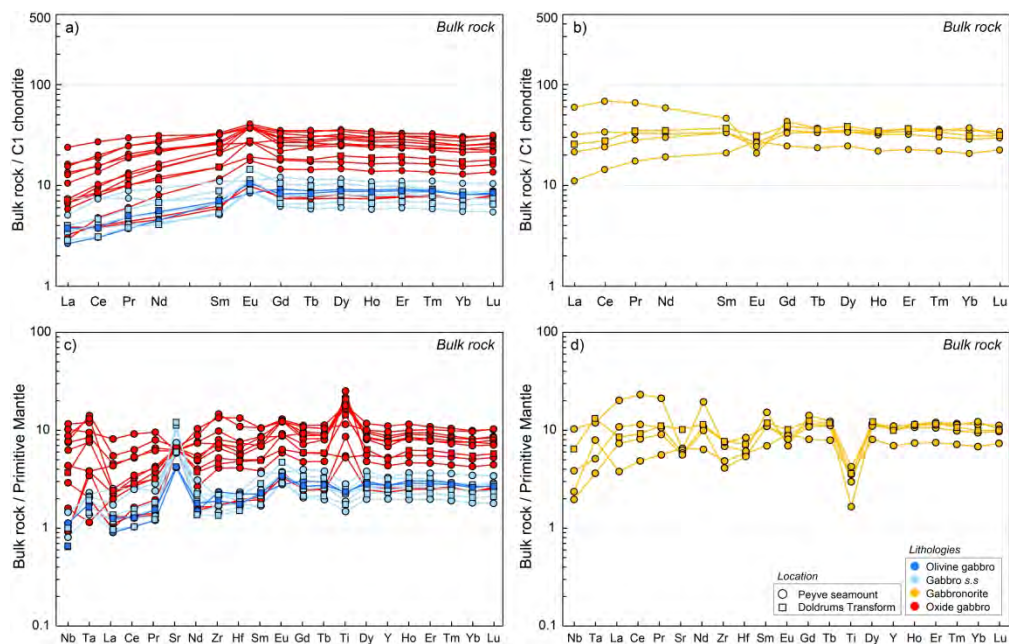 a)
Bulk rock
500
100
10
1
Bulk rock / C1 chondrite
La Ce Pr Nd Sm Eu Gd Tb Dy Ho Er Tm Yb Lu
b)
Bulk rock
500
100
10
1
Bulk rock / C1 chondrite
La Ce Pr Nd Sm Eu Gd Tb Dy Ho Er Tm Yb Lu
c)
Bulk rock
100
10
1
0.1
Bulk rock / Primitive Mantle
Nb Ta La Ce Pr Sr Nd Zr Hf Sm Eu Gd Tb Ti Dy Y Ho Er Tm Yb Lu
d)
Bulk rock
100
10
1
0.1
Bulk rock / Primitive Mantle
Nb Ta La Ce Pr Sr Nd Zr Hf Sm Eu Gd Tb Ti Dy Y Ho Er Tm Yb Lu
Location
Peyve seamount
Doldrums Transform
Lithologies
Olivine gabbro
Gabbro s.s
Gabbronorite
Oxide gabbro